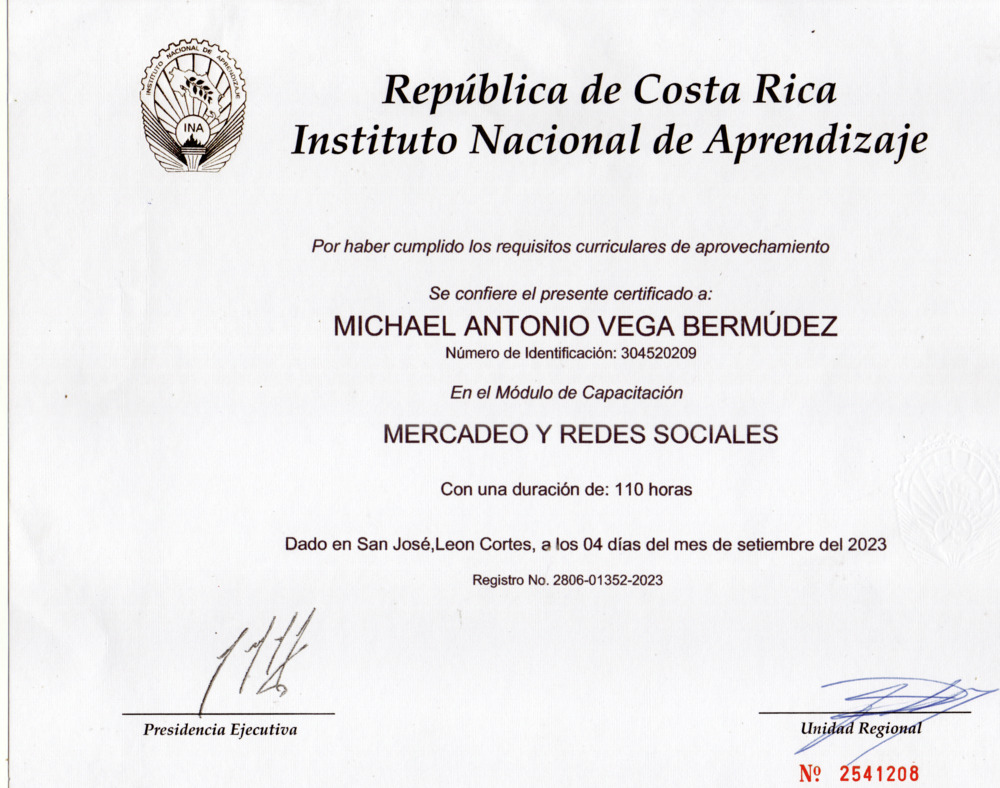 INSTITUTO NACIONAL DE APRENDIZAJE
INA
República de Costa Rica
Instituto Nacional de Aprendizaje
Por haber cumplido los requisitos curriculares de aprovechamiento
Se confiere el presente certificado a:
MICHAEL ANTONIO VEGA BERMÚDEZ
Número de Identificación: 304520209
En el Módulo de Capacitación
MERCADEO Y REDES SOCIALES
Con una duración de: 110 horas
Dado en San José,Leon Cortes, a los 04 días del mes de setiembre del 2023
Registro No. 2806-01352-2023
Presidencia Ejecutiva
Unidad Regional
Nº 2541208